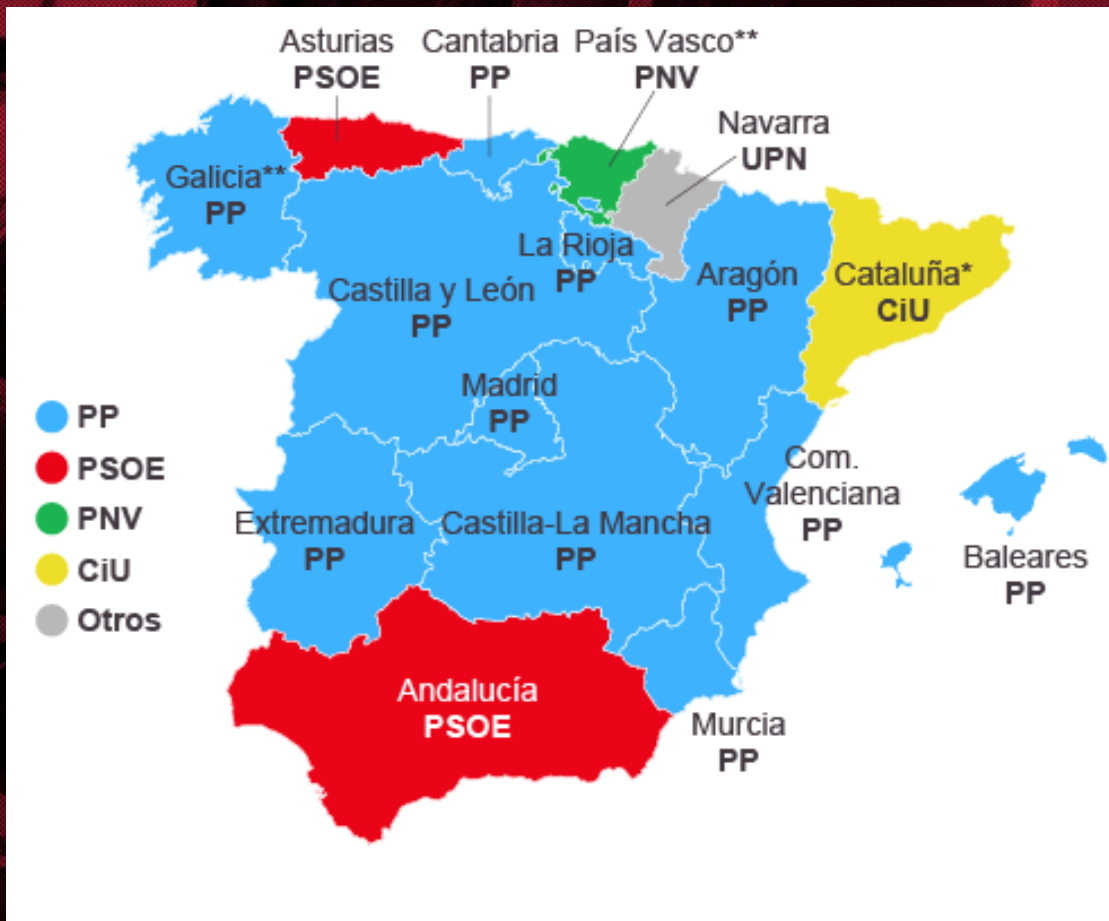 Asturias
PSOE
Cantabria
PP
País Vasco**
PNV
Navarra
UPN
Galicia**
PP
La Rioja
PP
Castilla y León
PP
Aragón
PP
Cataluña*
CiU
Madrid
PP
PP
PSOE
PNV
CiU
Otros
Com.
Valenciana
PP
Extremadura
PP
Castilla-La Mancha
PP
Baleares
PP
Andalucía
PSOE
Murcia
PP